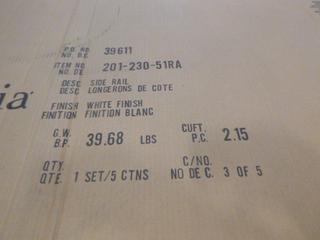 P.O. NO. 39611
NO. B.C.
ITEM NO. 201-230-51RA
NO. DE
DESC. SIDE RAIL
DESC. LONGERONS DE COTE
ia
FINISH WHITE FINISH
FINITION FINITION BLANC
G.W. 39.68 LBS CUFT. 2.15
B.P. P.C.
QTY. C/NO.
QTE. 1 SET/5 CTNS NO DE C. 3 OF 5